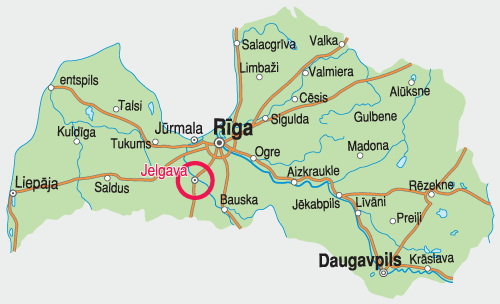 Salacgrīva
Valka
Limbaži
Valmiera
entspils
Alūksne
Talsi
Cēsis
Sigulda
Gulbene
Kuldīga
Jūrmala
Rīga
Tukums
Ogre
Madona
Jelgava
Liepāja
Saldus
Aizkraukle
Rēzekne
Bauska
Jēkabpils
Līvāni
Preiļi
Daugavpils
Krāslava